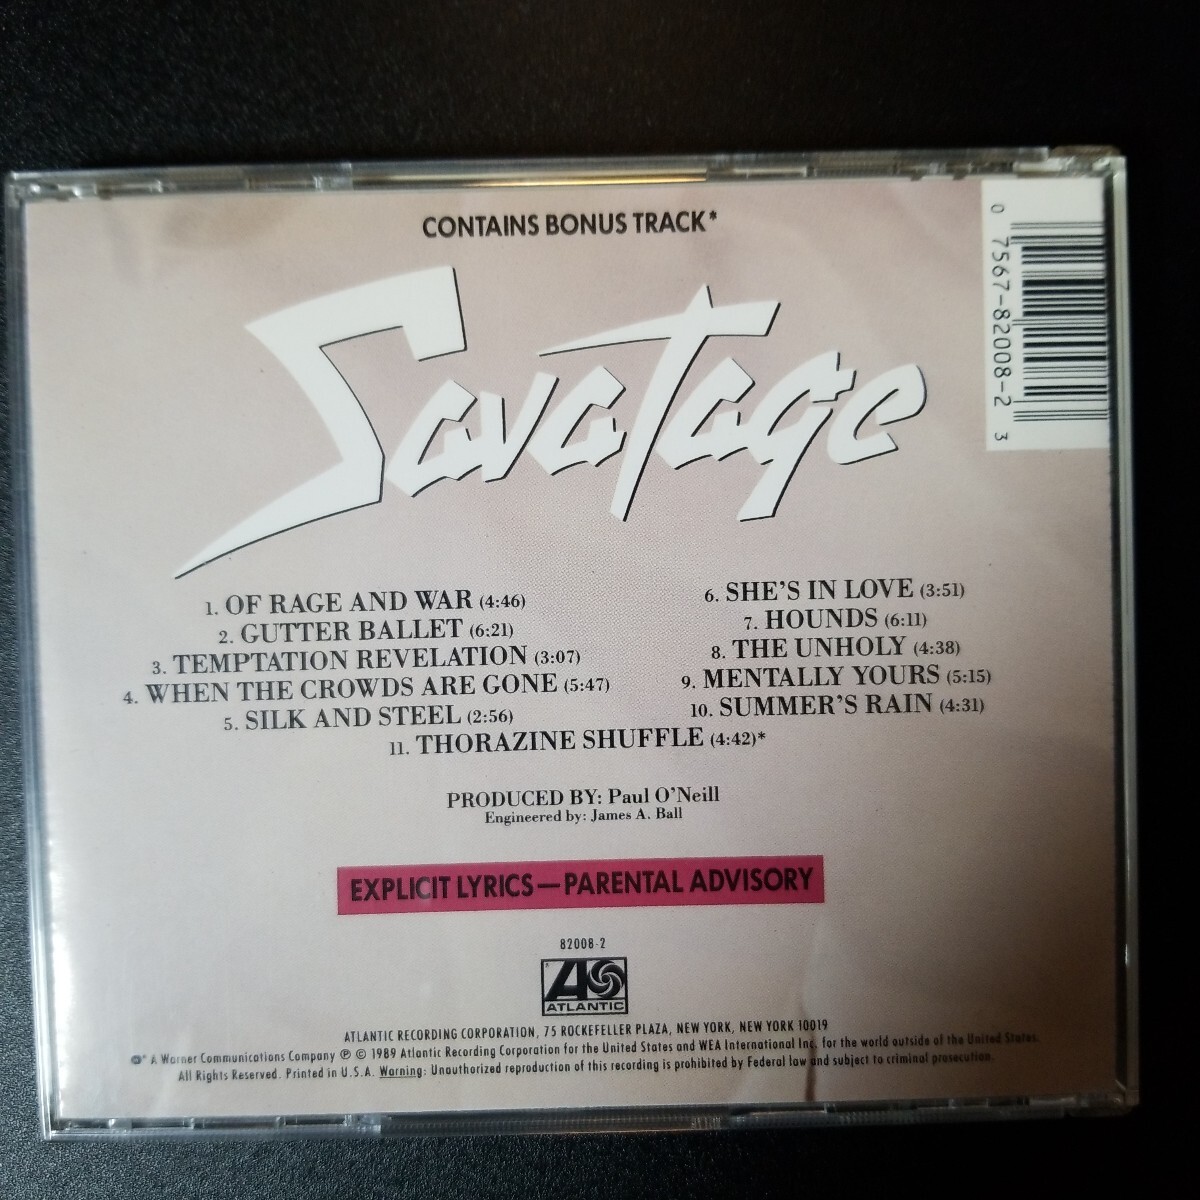 CONTAINS BONUS TRACK*
0 7567-82008-2 3
Savatage
1. OF RAGE AND WAR (4:46)
2. GUTTER BALLET (6:21)
3. TEMPTATION REVELATION (3:07)
4. WHEN THE CROWDS ARE GONE (5:47)
5. SILK AND STEEL (2:56)
6. SHE'S IN LOVE (3:51)
7. HOUNDS (6:11)
8. THE UNHOLY (4:38)
9. MENTALLY YOURS (5:15)
10. SUMMER'S RAIN (4:31)
11. THORAZINE SHUFFLE (4:42)*
PRODUCED BY: Paul O'Neill
Engineered by: James A. Ball
EXPLICIT LYRICS—PARENTAL ADVISORY
82008-2
ATLANTIC
ATLANTIC RECORDING CORPORATION, 75 ROCKEFELLER PLAZA, NEW YORK, NEW YORK 10019
A Warner Communications Company ℗ © 1989 Atlantic Recording Corporation for the United States and WEA International Inc. for the world outside of the United States.
All Rights Reserved. Printed in U.S.A. Warning: Unauthorized reproduction of this recording is prohibited by Federal law and subject to criminal prosecution.